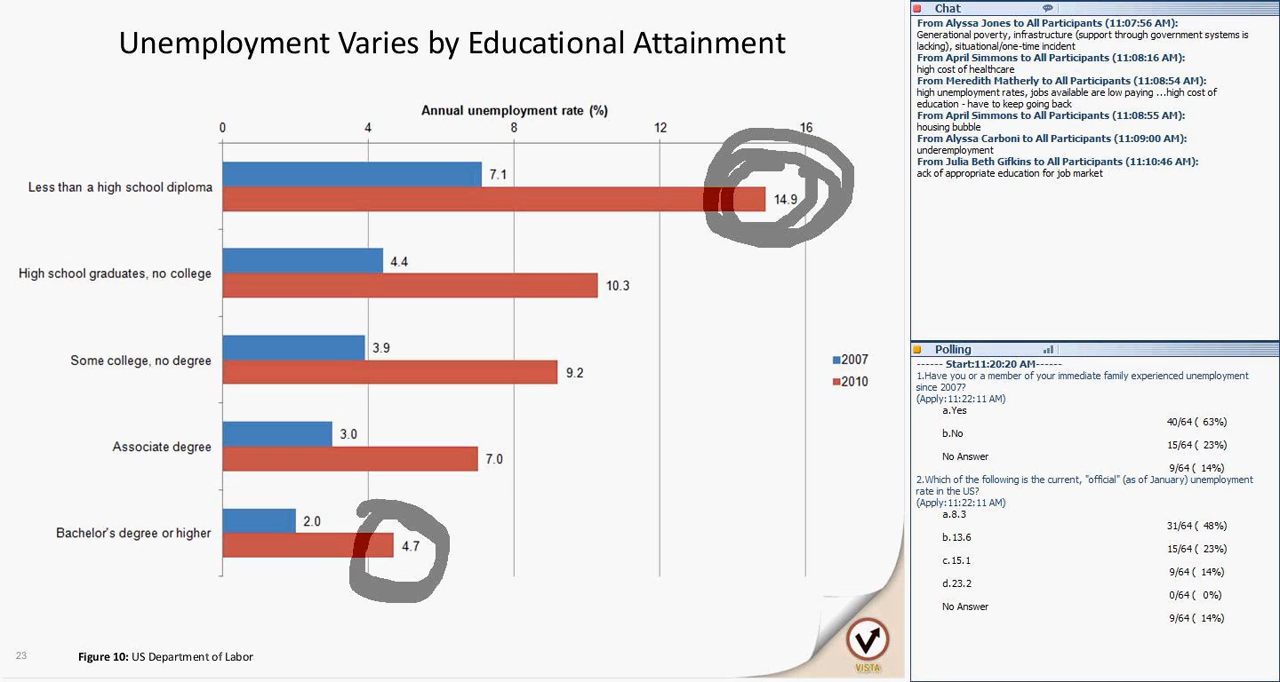 Unemployment Varies by Educational Attainment
Annual unemployment rate (%)
0 4 8 12 16
Less than a high school diploma
7.1
14.9
High school graduates, no college
4.4
10.3
Some college, no degree
3.9
9.2
Associate degree
3.0
7.0
Bachelor's degree or higher
2.0
4.7
2007
2010
23
Figure 10: US Department of Labor
VISTA
Chat
From Alyssa Jones to All Participants (11:07:56 AM):
Generational poverty, infrastructure (support through government systems is
lacking), situational/one-time incident
From April Simmons to All Participants (11:08:16 AM):
high cost of healthcare
From Meredith Matherly to All Participants (11:08:54 AM):
high unemployment rates, jobs available are low paying ...high cost of
education - have to keep going back
From April Simmons to All Participants (11:08:55 AM):
housing bubble
From Alyssa Carboni to All Participants (11:09:00 AM):
underemployment
From Julia Beth Gifkins to All Participants (11:10:46 AM):
ack of appropriate education for job market
Polling
------ Start:11:20:20 AM------
1.Have you or a member of your immediate family experienced unemployment
since 2007?
(Apply:11:22:11 AM)
a.Yes
40/64 ( 63%)
b.No
15/64 ( 23%)
No Answer
9/64 ( 14%)
2.Which of the following is the current, "official" (as of January) unemployment
rate in the US?
(Apply:11:22:11 AM)
a.8.3
31/64 ( 48%)
b.13.6
15/64 ( 23%)
c.15.1
9/64 ( 14%)
d.23.2
0/64 ( 0%)
No Answer
9/64 ( 14%)